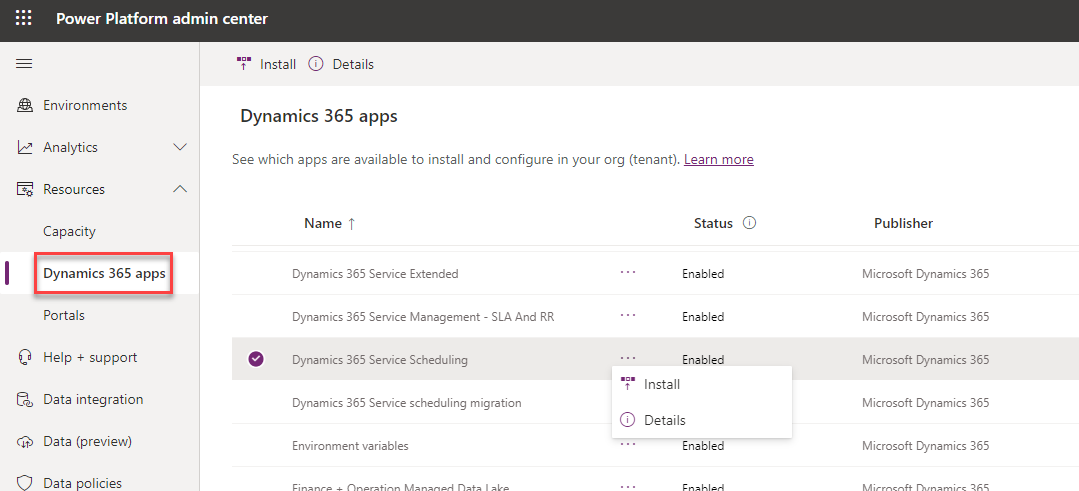 Power Platform admin center
Install
Details
Environments
Analytics
Resources
Capacity
Dynamics 365 apps
Portals
Help + support
Data integration
Data (preview)
Data policies
Dynamics 365 apps
See which apps are available to install and configure in your org (tenant). Learn more
Name ↑ Status Publisher
Dynamics 365 Service Extended ··· Enabled Microsoft Dynamics 365
Dynamics 365 Service Management - SLA And RR ··· Enabled Microsoft Dynamics 365
Dynamics 365 Service Scheduling ··· Enabled Microsoft Dynamics 365
Install
Dynamics 365 Service scheduling migration Microsoft Dynamics 365
Details
Environment variables ··· Enabled Microsoft Dynamics 365
Finance + Operation Managed Data Lake ··· Enabled Microsoft Dynamics 365